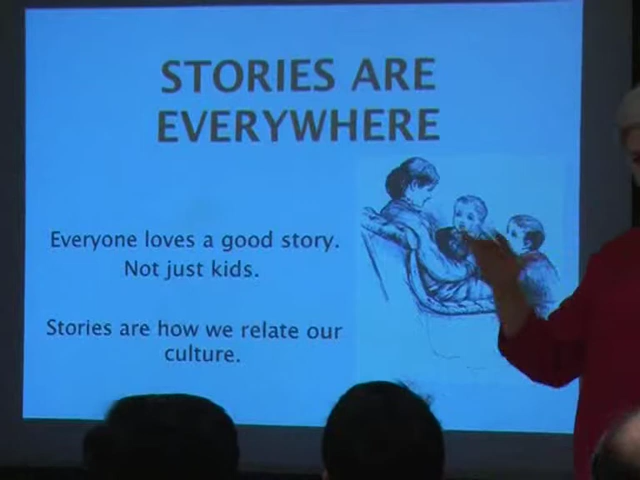 STORIES ARE
EVERYWHERE
Everyone loves a good story.
Not just kids.
Stories are how we relate our
culture.